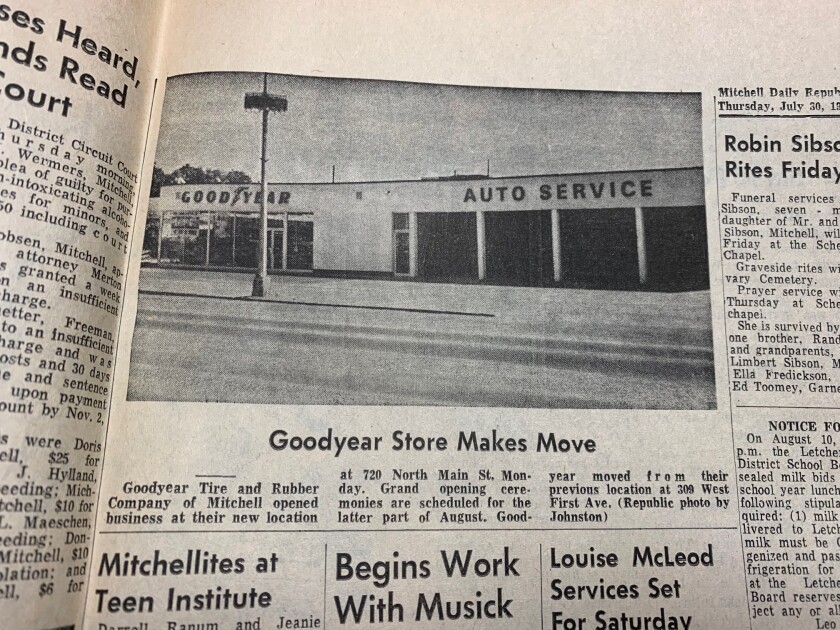 ses Heard,
nds Read
Court
District Circuit Court
hursday morning.
Wermers, Mitchell,
plea of guilty for pur-
n-intoxicating alcoho-
es for minors, and
50 including court
obsen, Mitchell, ap-
attorney Merton
s granted a week
n an insufficient
charge.
etter, Freeman,
to an insufficient
harge and was
osts and 30 days
e and sentence
upon payment
ount by Nov. 2,
s were Doris
ell, $25 for
J. Hylland,
eeding; Mich-
tchell, $10 for
L. Maeschen,
eeding; Don-
Mitchell, $10
olation; and
ell, $6 for
GOODYEAR
AUTO SERVICE
Goodyear Store Makes Move
Goodyear Tire and Rubber
Company of Mitchell opened
business at their new location
at 720 North Main St. Mon-
day. Grand opening cere-
monies are scheduled for the
latter part of August. Good-
year moved from their
previous location at 309 West
First Ave. (Republic photo by
Johnston)
Mitchellites at
Teen Institute
Darrell Ranum and Jeanie
Begins Work
With Musick
Louise McLeod
Services Set
For Saturday
Mitchell Daily Repub
Thursday, July 30, 19
Robin Sibso
Rites Friday
Funeral services
Sibson, seven - m
daughter of Mr. and
Sibson, Mitchell, wil
Friday at the Sche
Chapel.
Graveside rites wi
vary Cemetery.
Prayer service wi
Thursday at Sche
chapel.
She is survived by
one brother, Rand
and grandparents,
Limbert Sibson, M
Ella Fredickson,
Ed Toomey, Garne
NOTICE FO
On August 10,
p.m. the Letche
District School B
sealed milk bids
school year lunch
following stipula
quired: (1) milk
livered to Letch
milk must be G
genized and pas
frigeration for
at the Letche
Board reserves
ject any or al
Leo